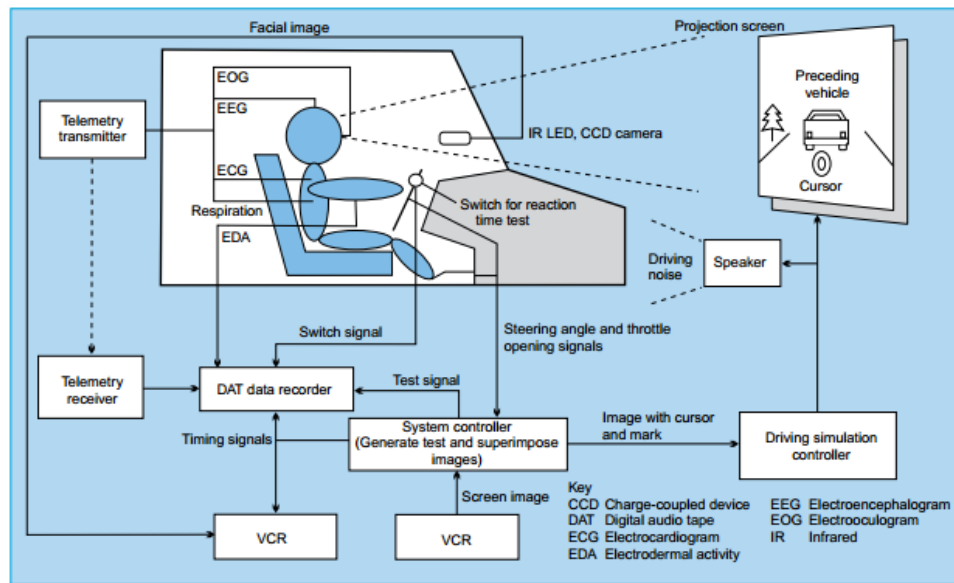 Facial image
Projection screen
EOG
EEG
Telemetry
transmitter
IR LED, CCD camera
Preceding
vehicle
Cursor
ECG
Respiration
Switch for reaction
time test
EDA
Driving
noise
Speaker
Switch signal
Steering angle and throttle
opening signals
Telemetry
receiver
DAT data recorder
Test signal
Timing signals
System controller
(Generate test and superimpose
images)
Image with cursor
and mark
Driving simulation
controller
Screen image
VCR
VCR
Key
CCD Charge-coupled device
DAT Digital audio tape
ECG Electrocardiogram
EDA Electrodermal activity
EEG Electroencephalogram
EOG Electrooculogram
IR Infrared